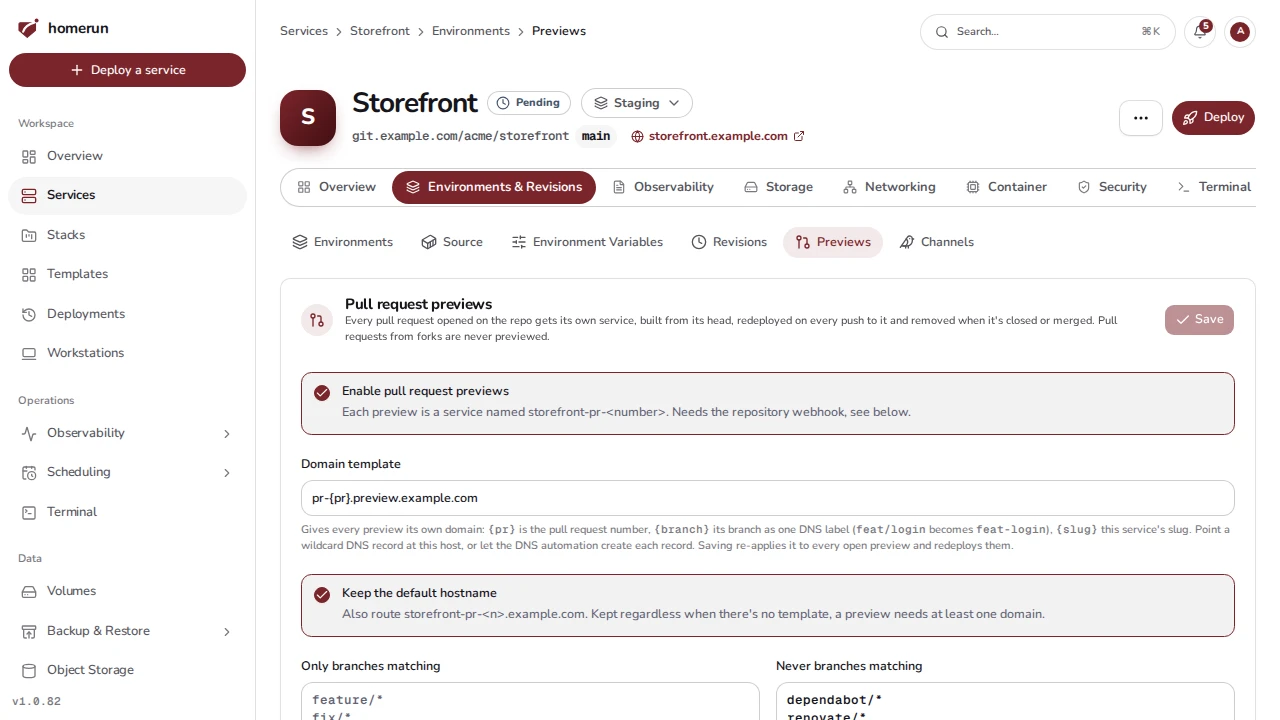 homerun
Deploy a service
Workspace
Overview
Services
Stacks
Templates
Deployments
Workstations
Operations
Observability
Scheduling
Terminal
Data
Volumes
Backup & Restore
Object Storage
v1.0.82
Services > Storefront > Environments > Previews
Search... ⌘K
5
A
S
Storefront
Pending
Staging
git.example.com/acme/storefront main storefront.example.com
Deploy
Overview
Environments & Revisions
Observability
Storage
Networking
Container
Security
Terminal
Environments
Source
Environment Variables
Revisions
Previews
Channels
Pull request previews
Every pull request opened on the repo gets its own service, built from its head, redeployed on every push to it and removed when it's closed or merged. Pull
requests from forks are never previewed.
Save
Enable pull request previews
Each preview is a service named storefront-pr-<number>. Needs the repository webhook, see below.
Domain template
pr-{pr}.preview.example.com
Gives every preview its own domain: {pr} is the pull request number, {branch} its branch as one DNS label (feat/login becomes feat-login), {slug} this service's slug. Point a
wildcard DNS record at this host, or let the DNS automation create each record. Saving re-applies it to every open preview and redeploys them.
Keep the default hostname
Also route storefront-pr-<n>.example.com. Kept regardless when there's no template, a preview needs at least one domain.
Only branches matching
feature/*
fix/*
Never branches matching
dependabot/*
renovate/*